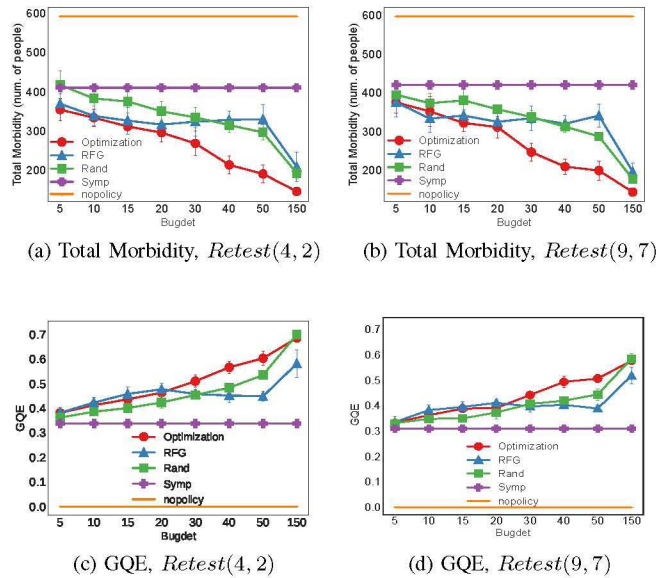 600
500
400
300
200
Total Morbidity (num. of people)
Optimization
RFG
Rand
Symp
nopolicy
5 10 15 20 30 40 50 150
Bugdet
(a) Total Morbidity, Retest(4, 2)
600
500
400
300
200
Total Morbidity (num. of people)
Optimization
RFG
Rand
Symp
nopolicy
5 10 15 20 30 40 50 150
Bugdet
(b) Total Morbidity, Retest(9, 7)
0.7
0.6
0.5
0.4
0.3
0.2
0.1
0.0
GQE
Optimization
RFG
Rand
Symp
nopolicy
5 10 15 20 30 40 50 150
Bugdet
(c) GQE, Retest(4, 2)
0.7
0.6
0.5
0.4
0.3
0.2
0.1
0.0
GQE
Optimization
RFG
Rand
Symp
nopolicy
5 10 15 20 30 40 50 150
Bugdet
(d) GQE, Retest(9, 7)